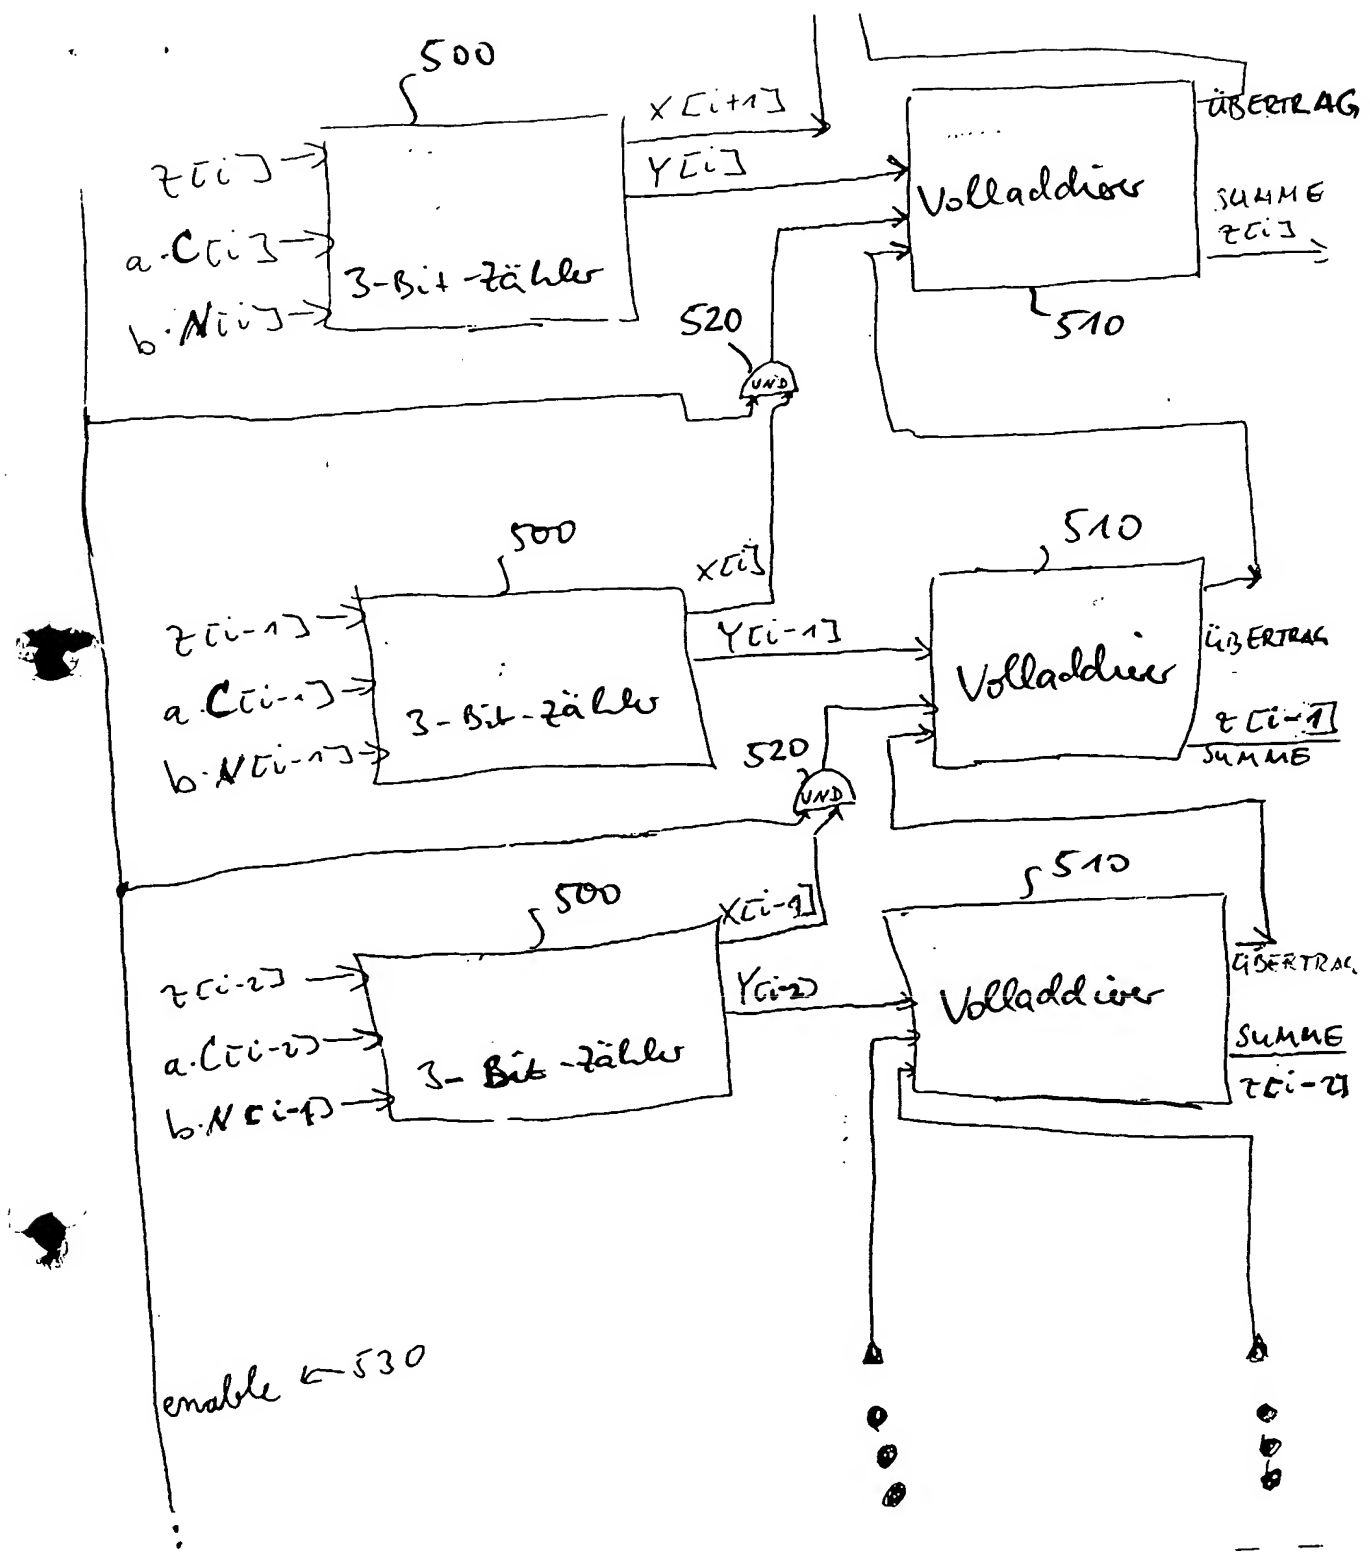 500
X[i+1]
Y[i]
Z[i]
a·C[i]
b·N[i]
3-Bit-Zähler
Volladdierer
ÜBERTRAG
SUMME
Z[i]
510
520
UND
500
X[i]
Y[i-1]
Z[i-1]
a·C[i-1]
b·N[i-1]
3-Bit-Zähler
510
Volladdierer
ÜBERTRAG
Z[i-1]
SUMME
520
UND
500
X[i-1]
Y[i-2]
Z[i-2]
a·C[i-2]
b·N[i-1]
3-Bit-Zähler
510
Volladdierer
ÜBERTRAG
SUMME
Z[i-2]
enable ← 530